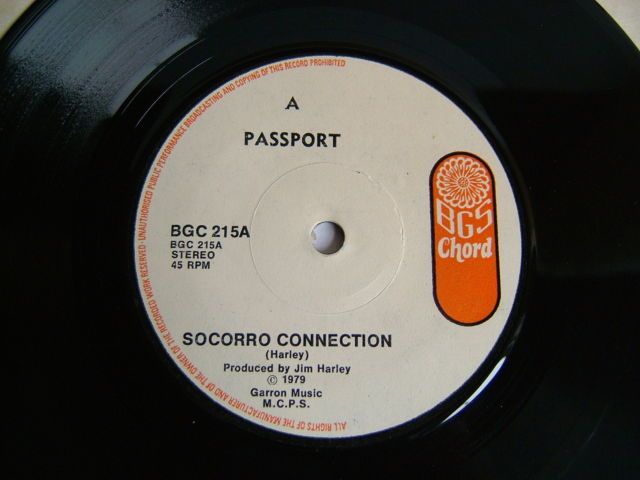 ALL RIGHTS OF THE MANUFACTURER AND OF THE OWNER OF THE RECORDED WORK RESERVED-UNAUTHORISED PUBLIC PERFORMANCE BROADCASTING AND COPYING OF THIS RECORD PROHIBITED
A
PASSPORT
BGC 215A
BGC 215A
STEREO
45 RPM
BGS
Chord
SOCORRO CONNECTION
(Harley)
Produced by Jim Harley
© 1979
Garron Music
M.C.P.S.